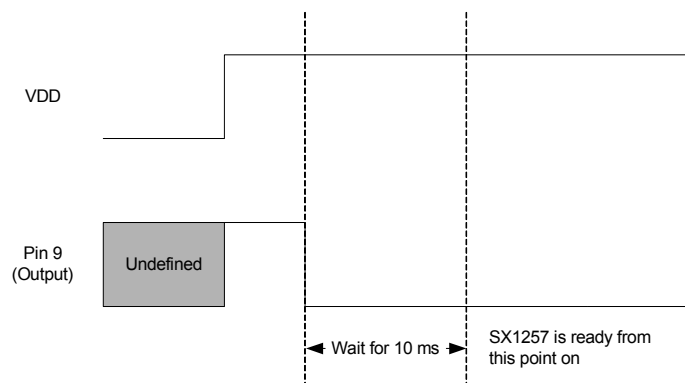 VDD
Pin 9
(Output)
Undefined
Wait for 10 ms
SX1257 is ready from
this point on